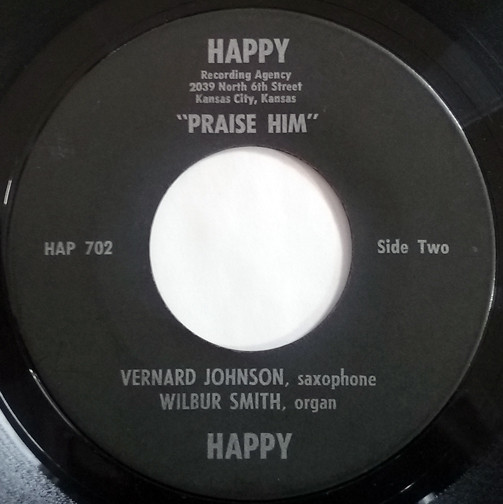 HAPPY
Recording Agency
2039 North 6th Street
Kansas City, Kansas
"PRAISE HIM"
HAP 702
Side Two
VERNARD JOHNSON, saxophone
WILBUR SMITH, organ
HAPPY